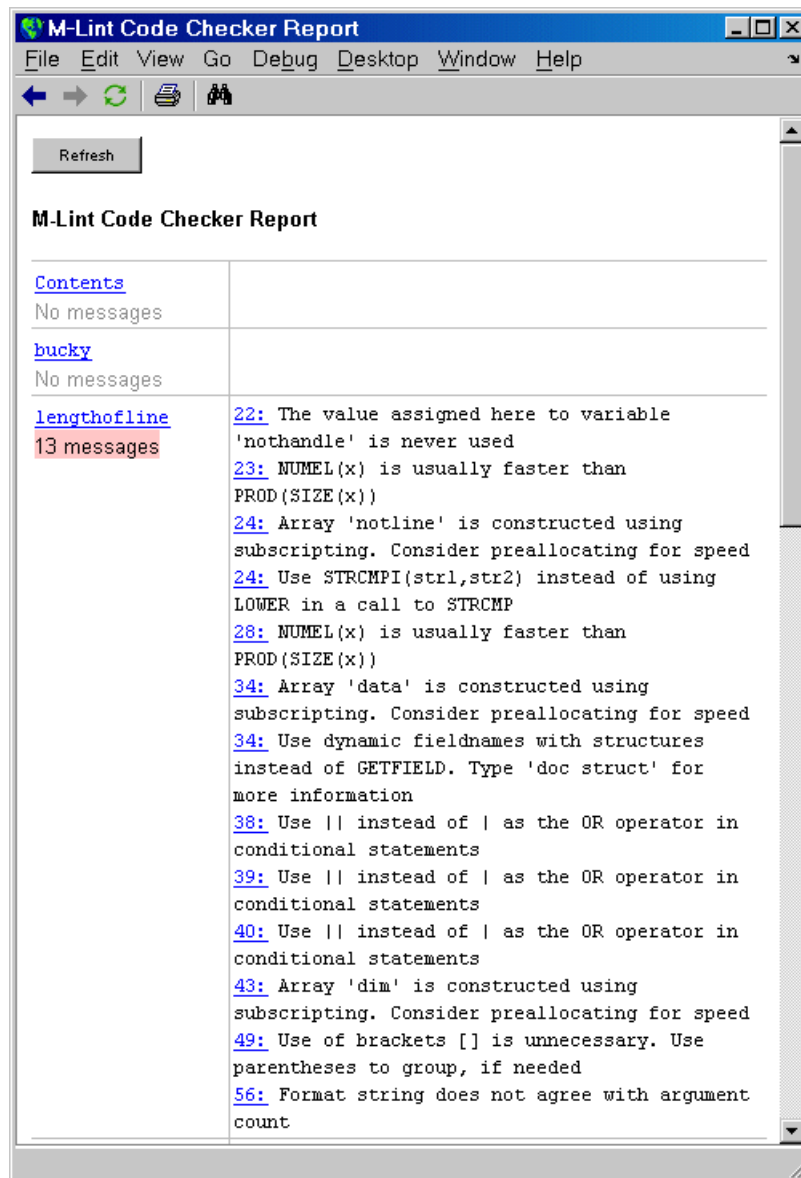 M-Lint Code Checker Report
File Edit View Go Debug Desktop Window Help
Refresh
M-Lint Code Checker Report
Contents
No messages
bucky
No messages
lengthofline
13 messages
22: The value assigned here to variable
'nothandle' is never used
23: NUMEL(x) is usually faster than
PROD(SIZE(x))
24: Array 'notline' is constructed using
subscripting. Consider preallocating for speed
24: Use STRCMPI(str1,str2) instead of using
LOWER in a call to STRCMP
28: NUMEL(x) is usually faster than
PROD(SIZE(x))
34: Array 'data' is constructed using
subscripting. Consider preallocating for speed
34: Use dynamic fieldnames with structures
instead of GETFIELD. Type 'doc struct' for
more information
38: Use || instead of | as the OR operator in
conditional statements
39: Use || instead of | as the OR operator in
conditional statements
40: Use || instead of | as the OR operator in
conditional statements
43: Array 'dim' is constructed using
subscripting. Consider preallocating for speed
49: Use of brackets [] is unnecessary. Use
parentheses to group, if needed
56: Format string does not agree with argument
count